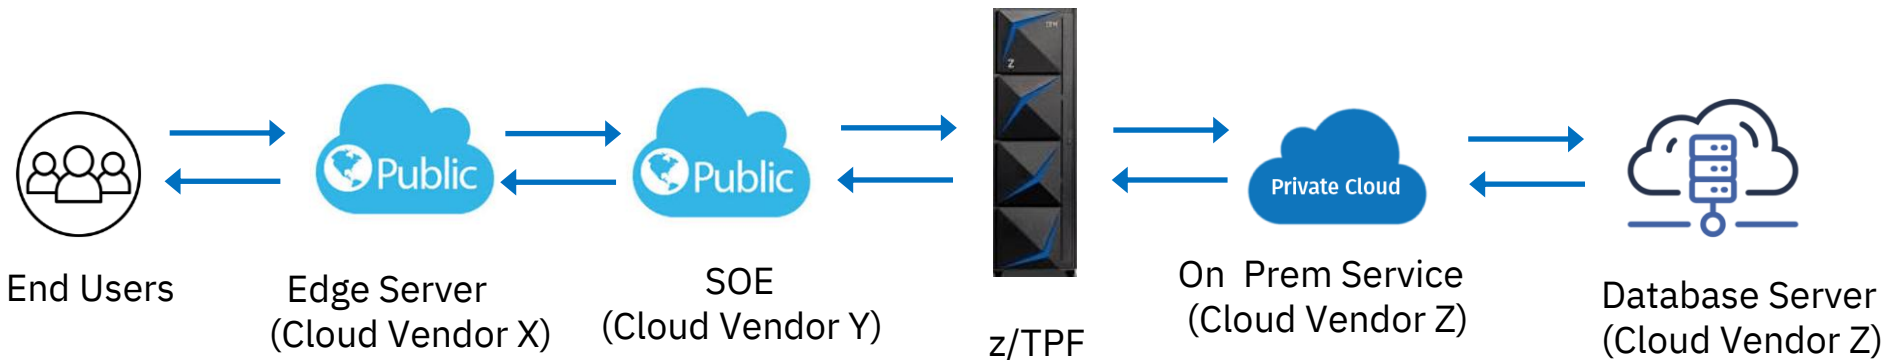 Public
Public
IBM
Z
Private Cloud
End Users
Edge Server
(Cloud Vendor X)
SOE
(Cloud Vendor Y)
z/TPF
On Prem Service
(Cloud Vendor Z)
Database Server
(Cloud Vendor Z)